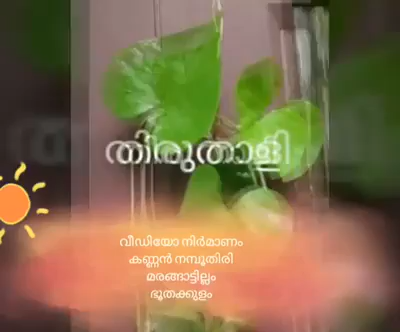 തിരുതാളി
വീഡിയോ നിർമാണം
കണ്ണൻ നമ്പൂതിരി
മരങ്ങാട്ടില്ലം
ഭൂതക്കുളം